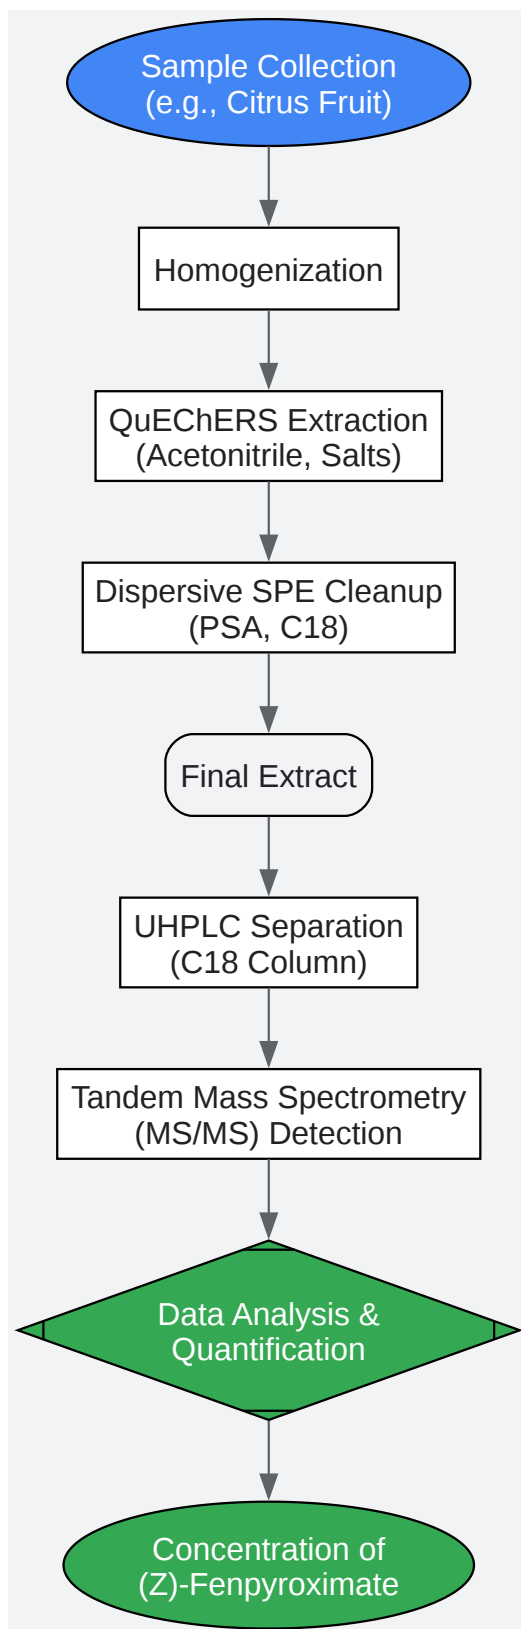 Sample Collection
(e.g., Citrus Fruit)
Homogenization
QuEChERS Extraction
(Acetonitrile, Salts)
Dispersive SPE Cleanup
(PSA, C18)
Final Extract
UHPLC Separation
(C18 Column)
Tandem Mass Spectrometry
(MS/MS) Detection
Data Analysis &
Quantification
Concentration of
(Z)-Fenpyroximate